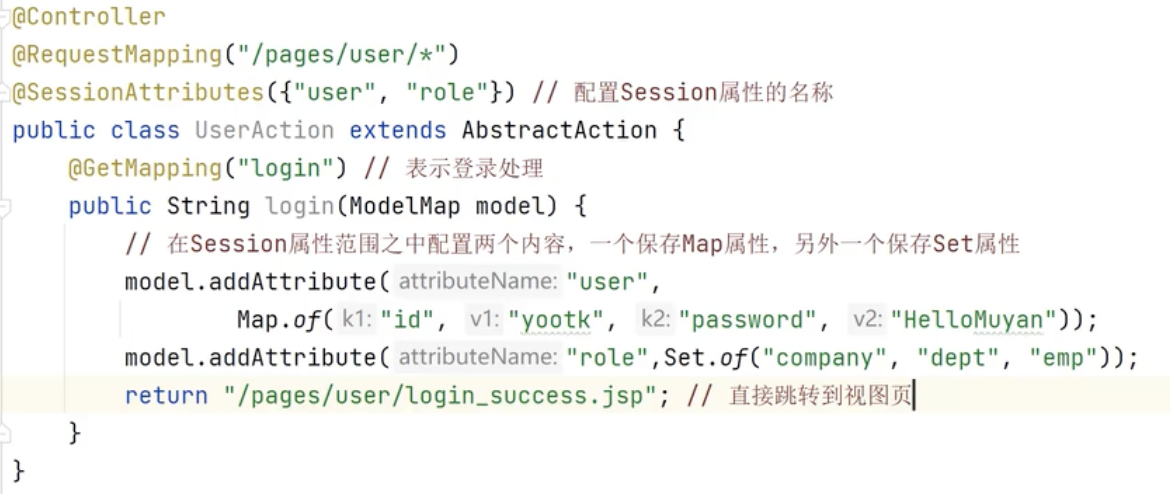 @Controller
@RequestMapping("/pages/user/*")
@SessionAttributes({"user", "role"}) // 配置Session属性的名称
public class UserAction extends AbstractAction {
    @GetMapping("login") // 表示登录处理
    public String login(ModelMap model) {
        // 在Session属性范围之中配置两个内容，一个保存Map属性，另外一个保存Set属性
        model.addAttribute( attributeName: "user",
                Map.of( k1: "id", v1: "yootk", k2: "password", v2: "HelloMuyan"));
        model.addAttribute( attributeName: "role",Set.of("company", "dept", "emp"));
        return "/pages/user/login_success.jsp"; // 直接跳转到视图页
    }
}